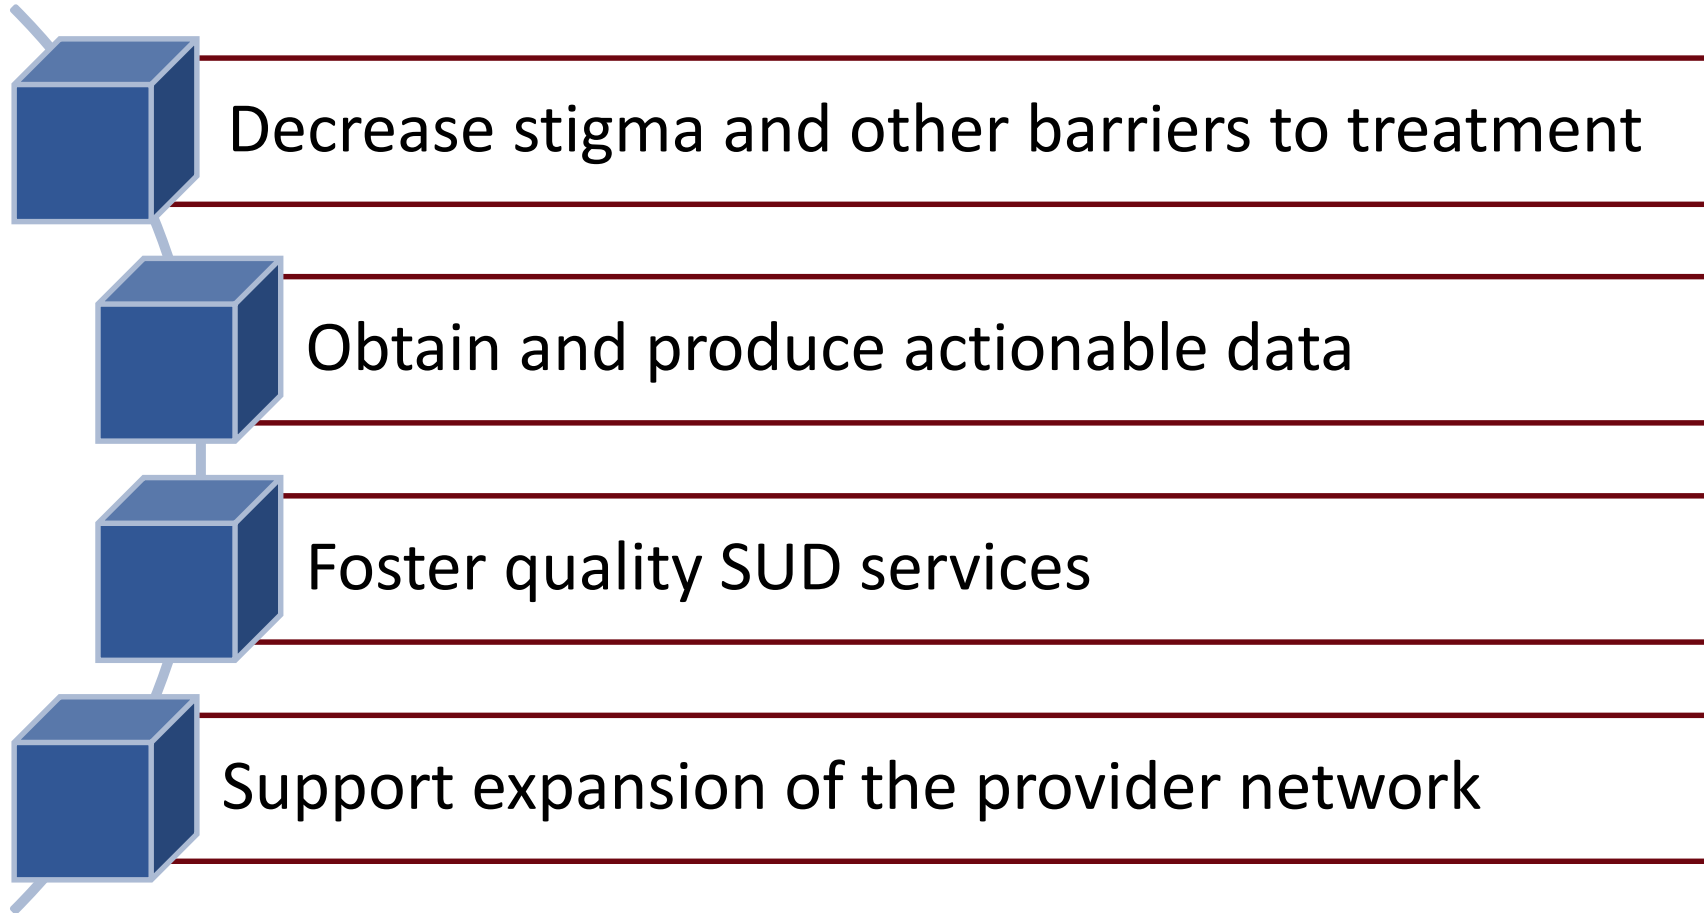 Decrease stigma and other barriers to treatment
Obtain and produce actionable data
Foster quality SUD services
Support expansion of the provider network